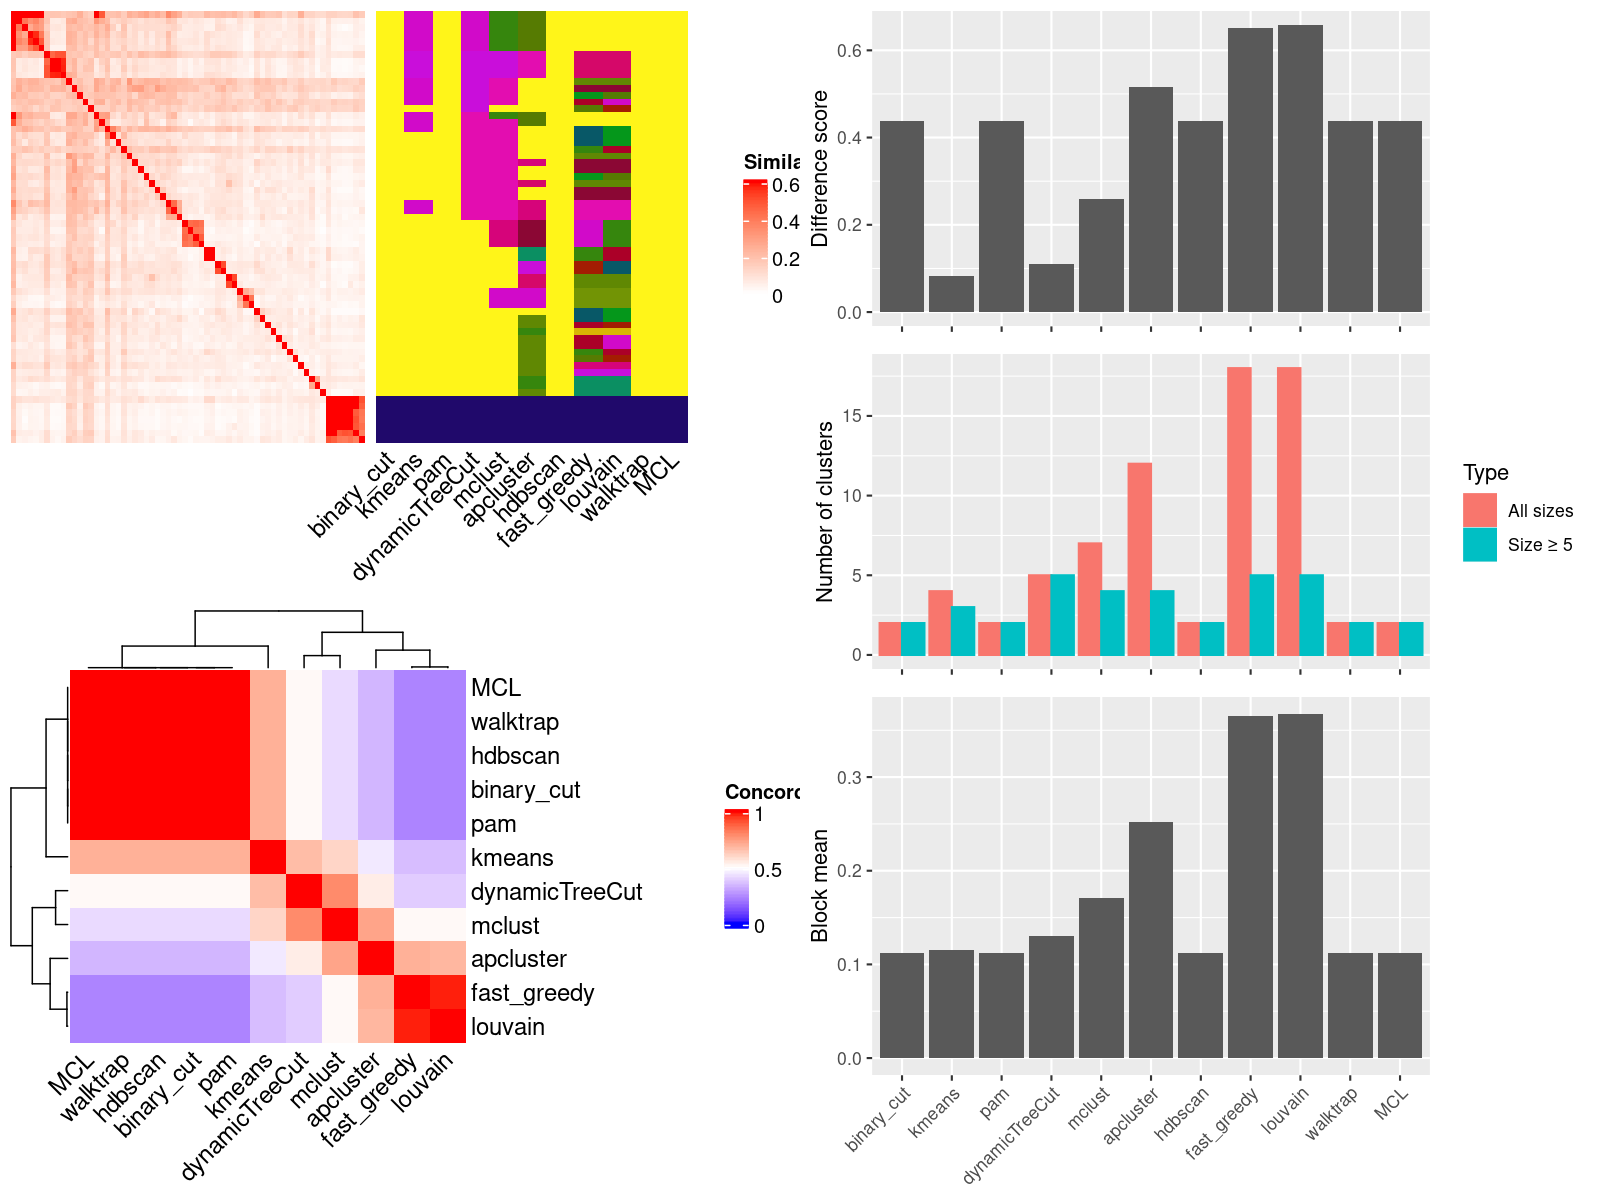 Simila
0.6
0.4
0.2
0
binary_cut
kmeans
pam
dynamicTreeCut
mclust
apcluster
hdbscan
fast_greedy
louvain
walktrap
MCL
MCL
walktrap
hdbscan
binary_cut
pam
kmeans
dynamicTreeCut
mclust
apcluster
fast_greedy
louvain
MCL
walktrap
hdbscan
binary_cut
pam
kmeans
dynamicTreeCut
mclust
apcluster
fast_greedy
louvain
Concord
1
0.5
0
Difference score
0.6
0.4
0.2
0.0
Number of clusters
15
10
5
0
Type
All sizes
Size ≥ 5
Block mean
0.3
0.2
0.1
0.0
binary_cut
kmeans
pam
dynamicTreeCut
mclust
apcluster
hdbscan
fast_greedy
louvain
walktrap
MCL